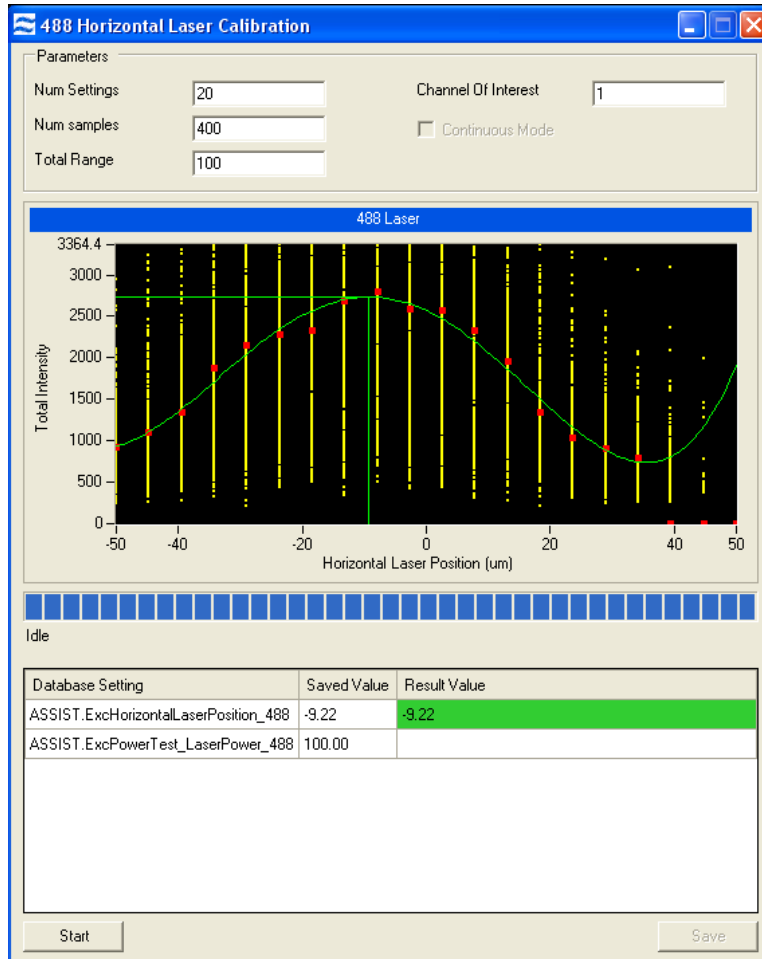 488 Horizontal Laser Calibration
Parameters
Num Settings 20 Channel Of Interest 1
Num samples 400 Continuous Mode
Total Range 100
488 Laser
3364.4
3000
2500
2000
1500
1000
500
0
Total Intensity
-50 -40 -20 0 20 40 50
Horizontal Laser Position (um)
Idle
Database Setting Saved Value Result Value
ASSIST.ExcHorizontalLaserPosition_488 -9.22 -9.22
ASSIST.ExcPowerTest_LaserPower_488 100.00
Start Save